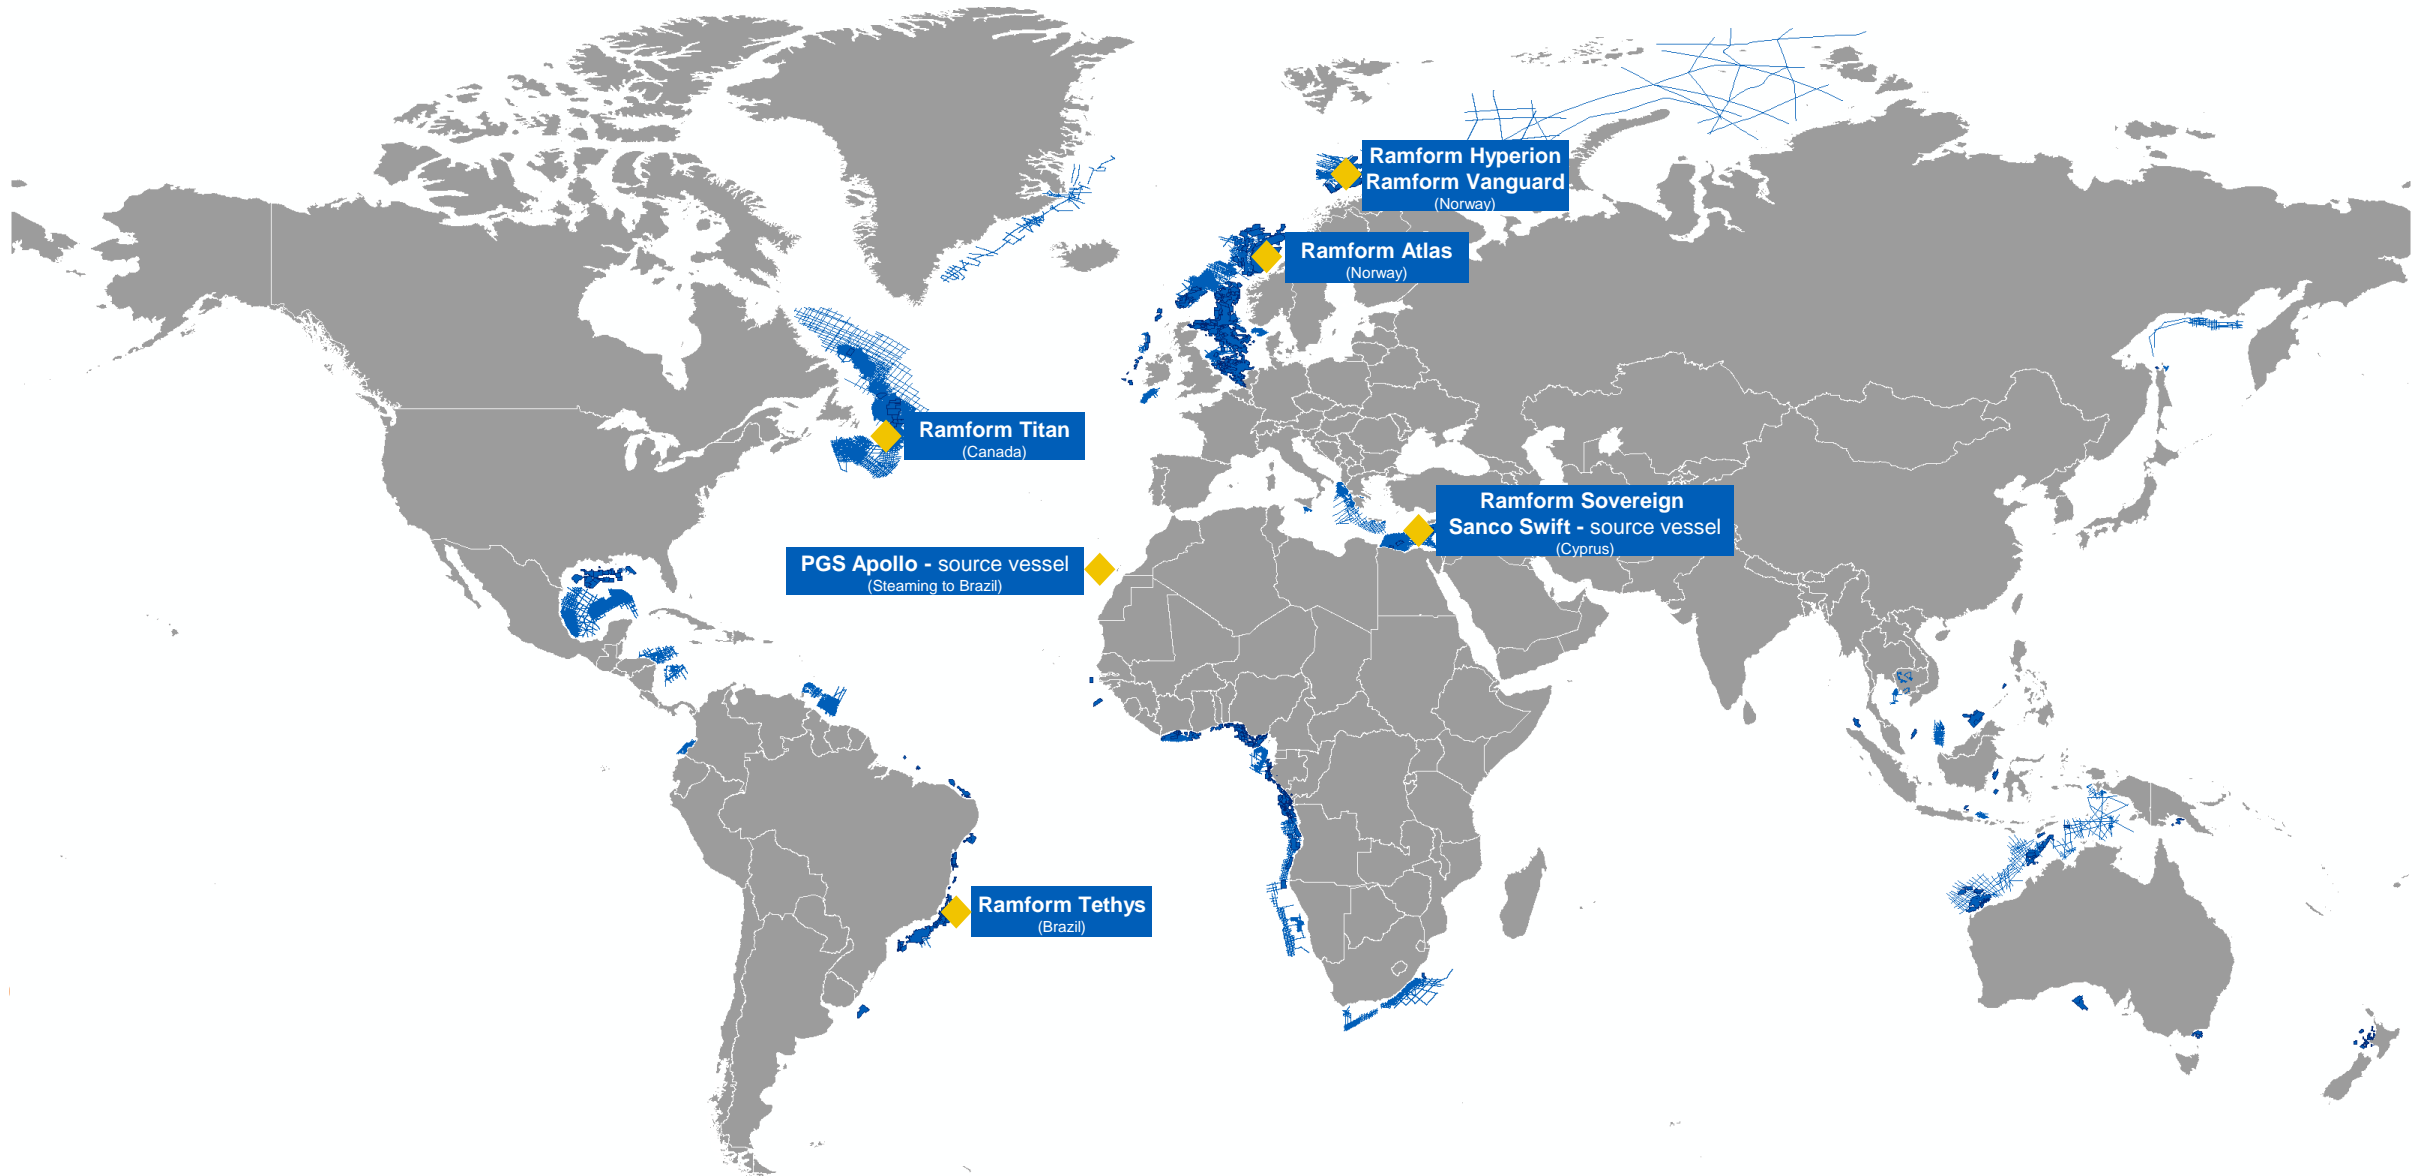 Ramform Hyperion
Ramform Vanguard
(Norway)
Ramform Atlas
(Norway)
Ramform Titan
(Canada)
Ramform Sovereign
Sanco Swift - source vessel
(Cyprus)
PGS Apollo - source vessel
(Steaming to Brazil)
Ramform Tethys
(Brazil)